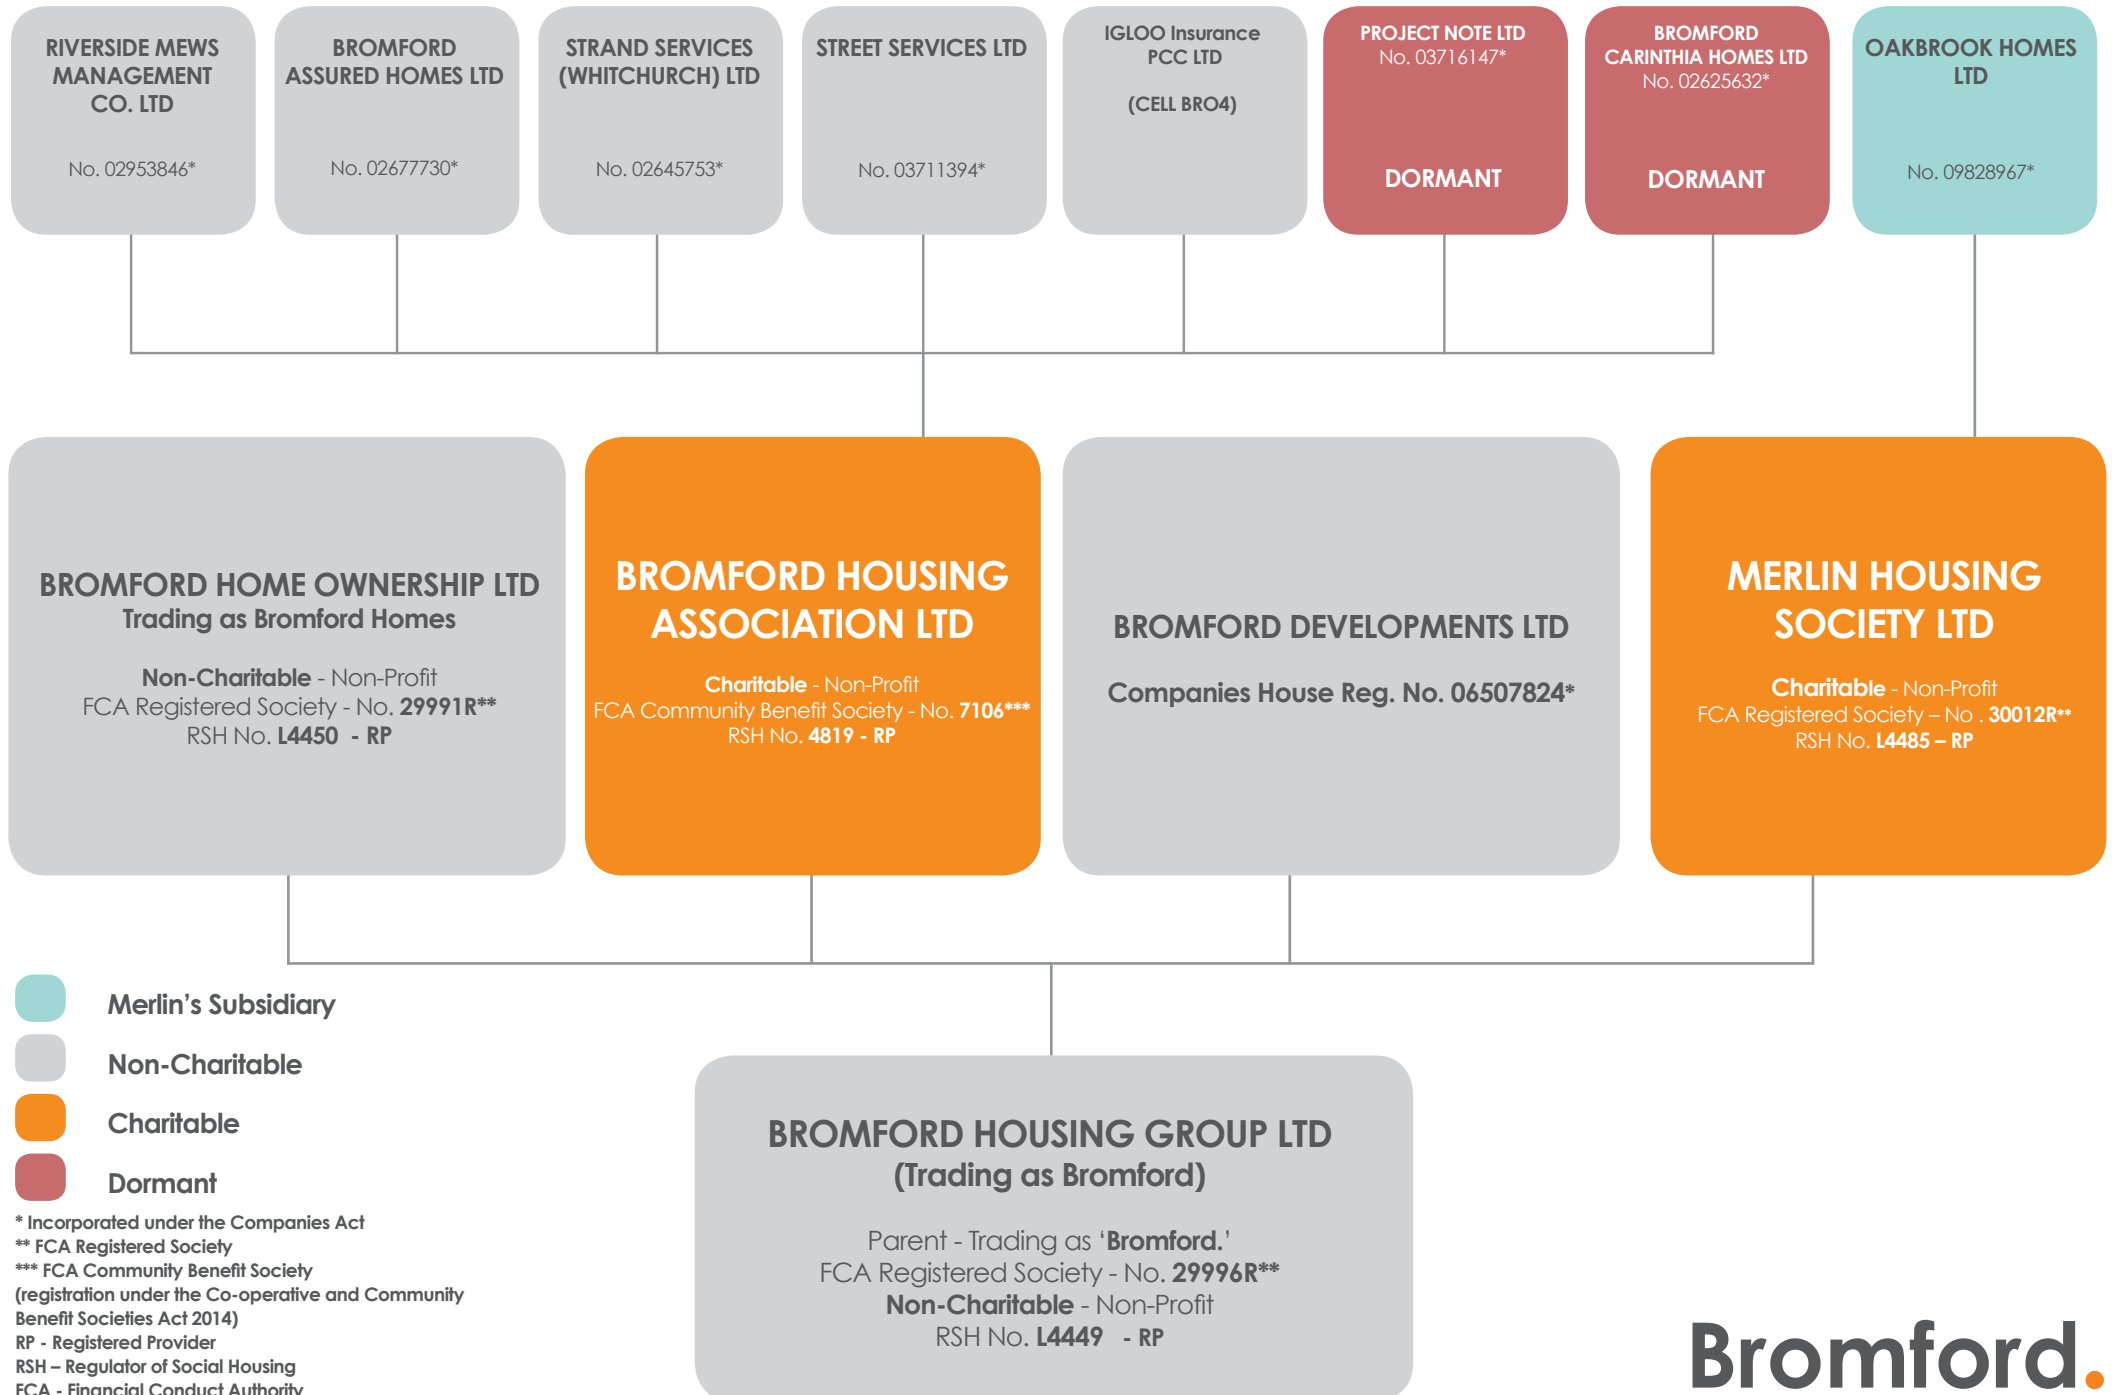 RIVERSIDE MEWS
MANAGEMENT
CO. LTD
No. 02953846*
BROMFORD
ASSURED HOMES LTD
No. 02677730*
STRAND SERVICES
(WHITCHURCH) LTD
No. 02645753*
STREET SERVICES LTD
No. 03711394*
IGLOO Insurance
PCC LTD
(CELL BRO4)
PROJECT NOTE LTD
No. 03716147*
DORMANT
BROMFORD
CARINTHIA HOMES LTD
No. 02625632*
DORMANT
OAKBROOK HOMES
LTD
No. 09828967*
BROMFORD HOME OWNERSHIP LTD
Trading as Bromford Homes
Non-Charitable - Non-Profit
FCA Registered Society - No. 29991R**
RSH No. L4450 - RP
BROMFORD HOUSING
ASSOCIATION LTD
Charitable - Non-Profit
FCA Community Benefit Society - No. 7106***
RSH No. 4819 - RP
BROMFORD DEVELOPMENTS LTD
Companies House Reg. No. 06507824*
MERLIN HOUSING
SOCIETY LTD
Charitable - Non-Profit
FCA Registered Society – No . 30012R**
RSH No. L4485 – RP
Merlin's Subsidiary
Non-Charitable
Charitable
Dormant
* Incorporated under the Companies Act
** FCA Registered Society
*** FCA Community Benefit Society
(registration under the Co-operative and Community
Benefit Societies Act 2014)
RP - Registered Provider
RSH – Regulator of Social Housing
FCA - Financial Conduct Authority
BROMFORD HOUSING GROUP LTD
(Trading as Bromford)
Parent - Trading as ‘Bromford.’
FCA Registered Society - No. 29996R**
Non-Charitable - Non-Profit
RSH No. L4449 - RP
Bromford.